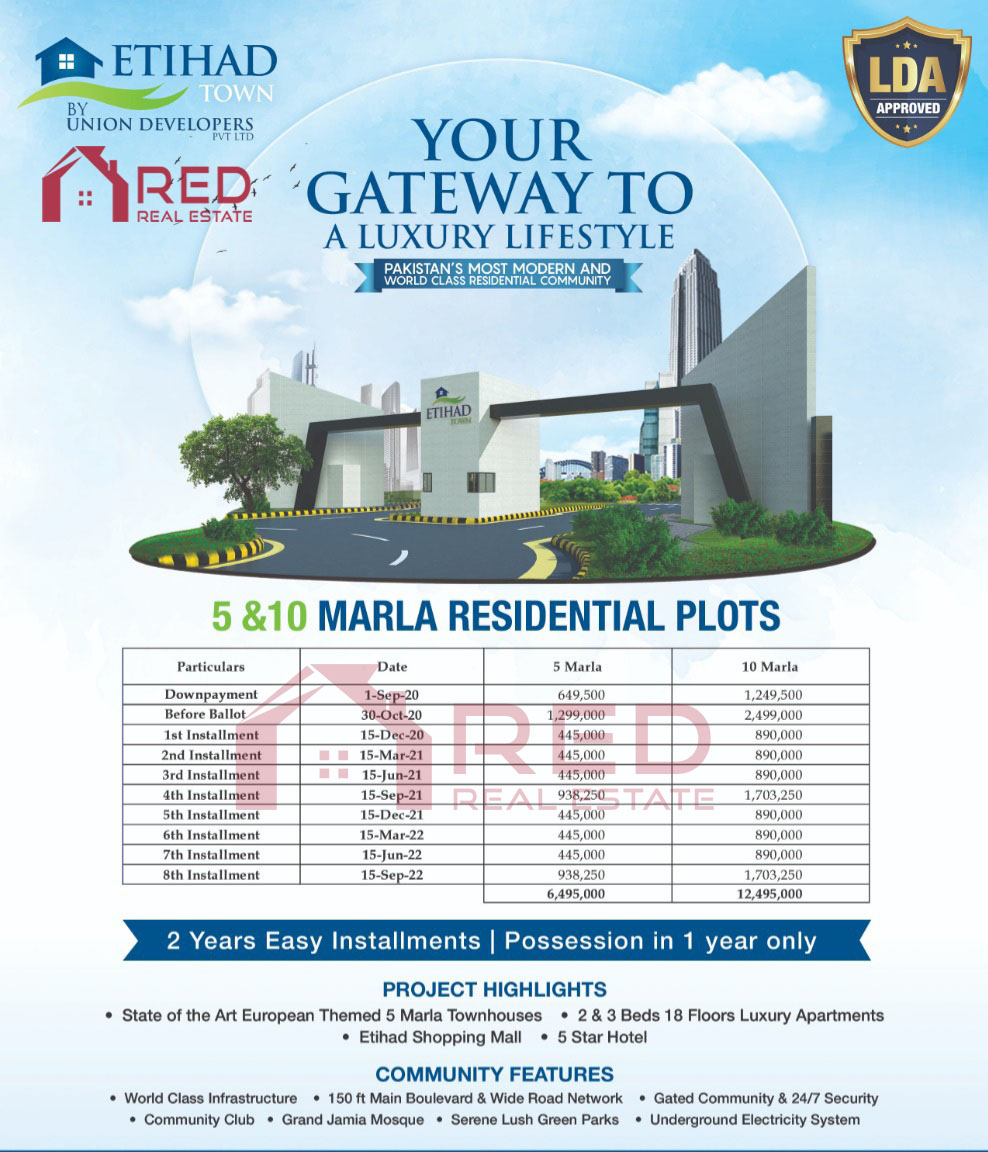 ETIHAD
TOWN
BY
UNION DEVELOPERS
PVT LTD
RED
REAL ESTATE
LDA
APPROVED
YOUR
GATEWAY TO
A LUXURY LIFESTYLE
PAKISTAN'S MOST MODERN AND
WORLD CLASS RESIDENTIAL COMMUNITY
ETIHAD
TOWN
5 &10 MARLA RESIDENTIAL PLOTS
Particulars Date 5 Marla 10 Marla
Downpayment 1-Sep-20 649,500 1,249,500
Before Ballot 30-Oct-20 1,299,000 2,499,000
1st Installment 15-Dec-20 445,000 890,000
2nd Installment 15-Mar-21 445,000 890,000
3rd Installment 15-Jun-21 445,000 890,000
4th Installment 15-Sep-21 938,250 1,703,250
5th Installment 15-Dec-21 445,000 890,000
6th Installment 15-Mar-22 445,000 890,000
7th Installment 15-Jun-22 445,000 890,000
8th Installment 15-Sep-22 938,250 1,703,250
6,495,000 12,495,000
RED
REAL ESTATE
2 Years Easy Installments | Possession in 1 year only
PROJECT HIGHLIGHTS
• State of the Art European Themed 5 Marla Townhouses • 2 & 3 Beds 18 Floors Luxury Apartments
• Etihad Shopping Mall • 5 Star Hotel
COMMUNITY FEATURES
• World Class Infrastructure • 150 ft Main Boulevard & Wide Road Network • Gated Community & 24/7 Security
• Community Club • Grand Jamia Mosque • Serene Lush Green Parks • Underground Electricity System